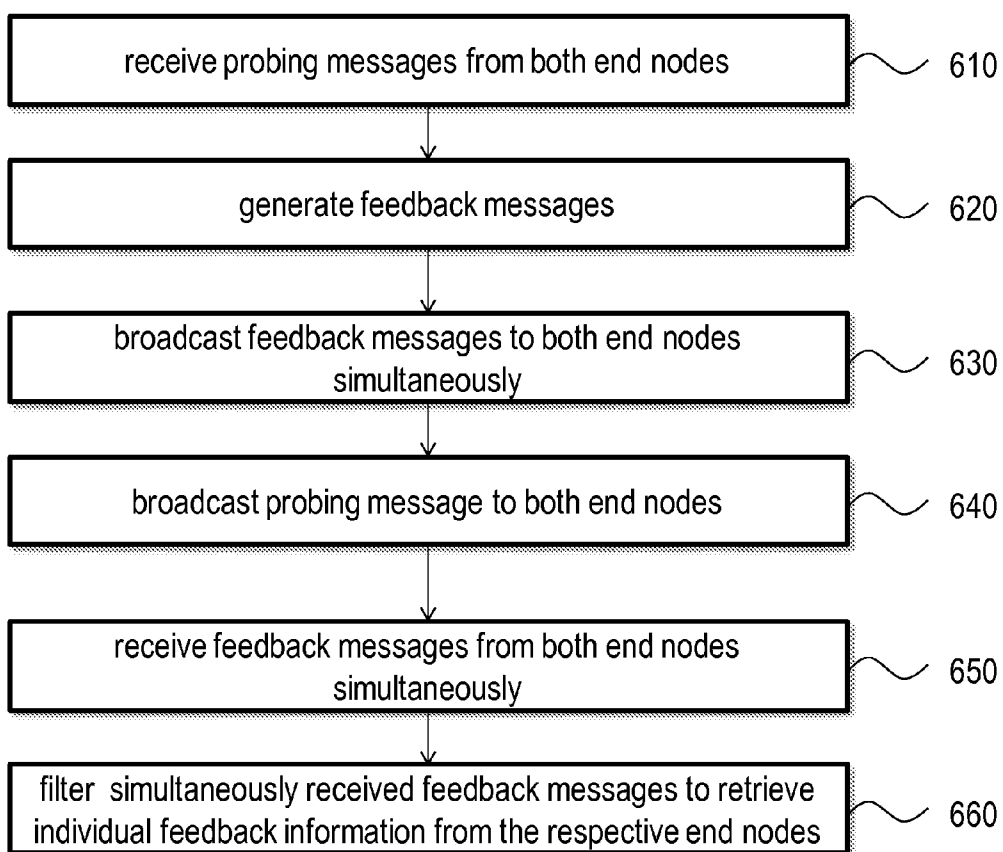 receive probing messages from both end nodes
610
generate feedback messages
620
broadcast feedback messages to both end nodes
simultaneously
630
broadcast probing message to both end nodes
640
receive feedback messages from both end nodes
simultaneously
650
filter simultaneously received feedback messages to retrieve
individual feedback information from the respective end nodes
660